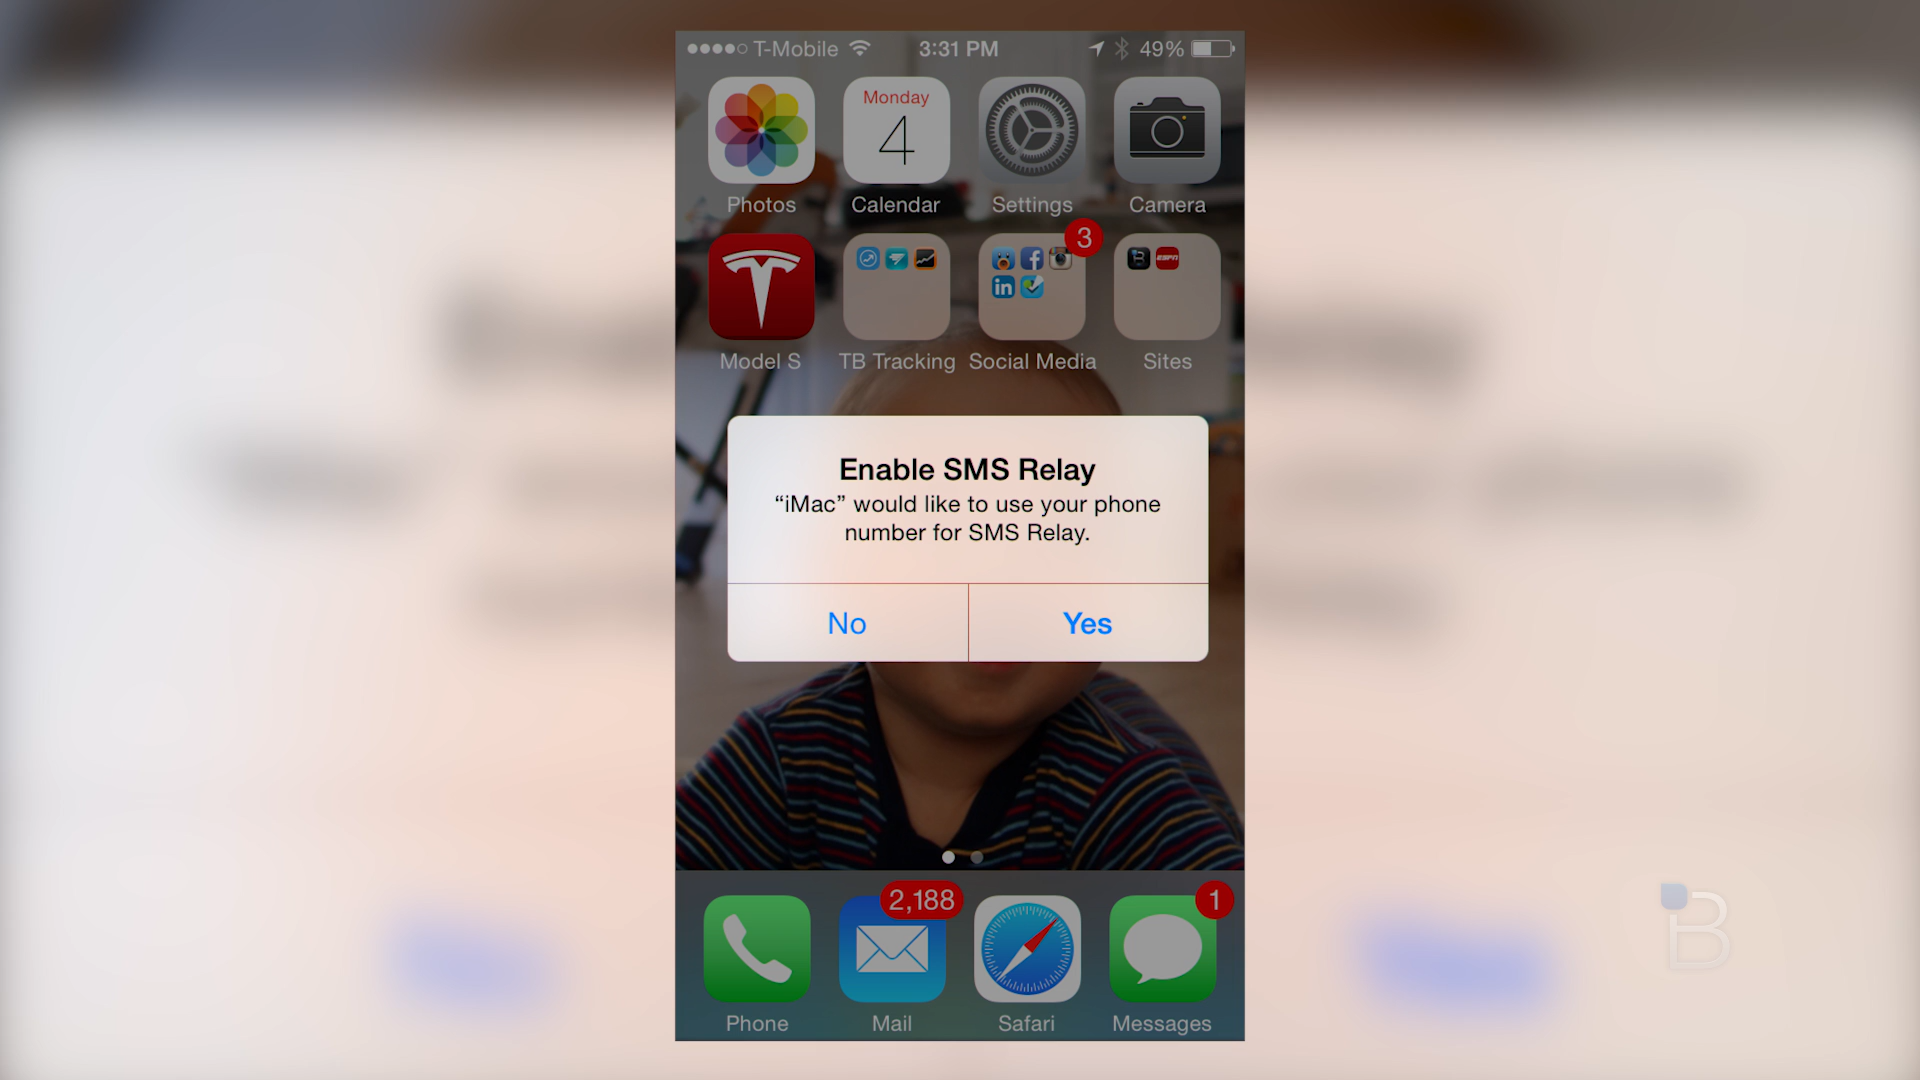 T-Mobile 3:31 PM 49%
Monday
4
Photos Calendar Settings Camera
3
ESPN
in
Model S TB Tracking Social Media Sites
Enable SMS Relay
“iMac” would like to use your phone
number for SMS Relay.
No Yes
2,188 1
Phone Mail Safari Messages
B